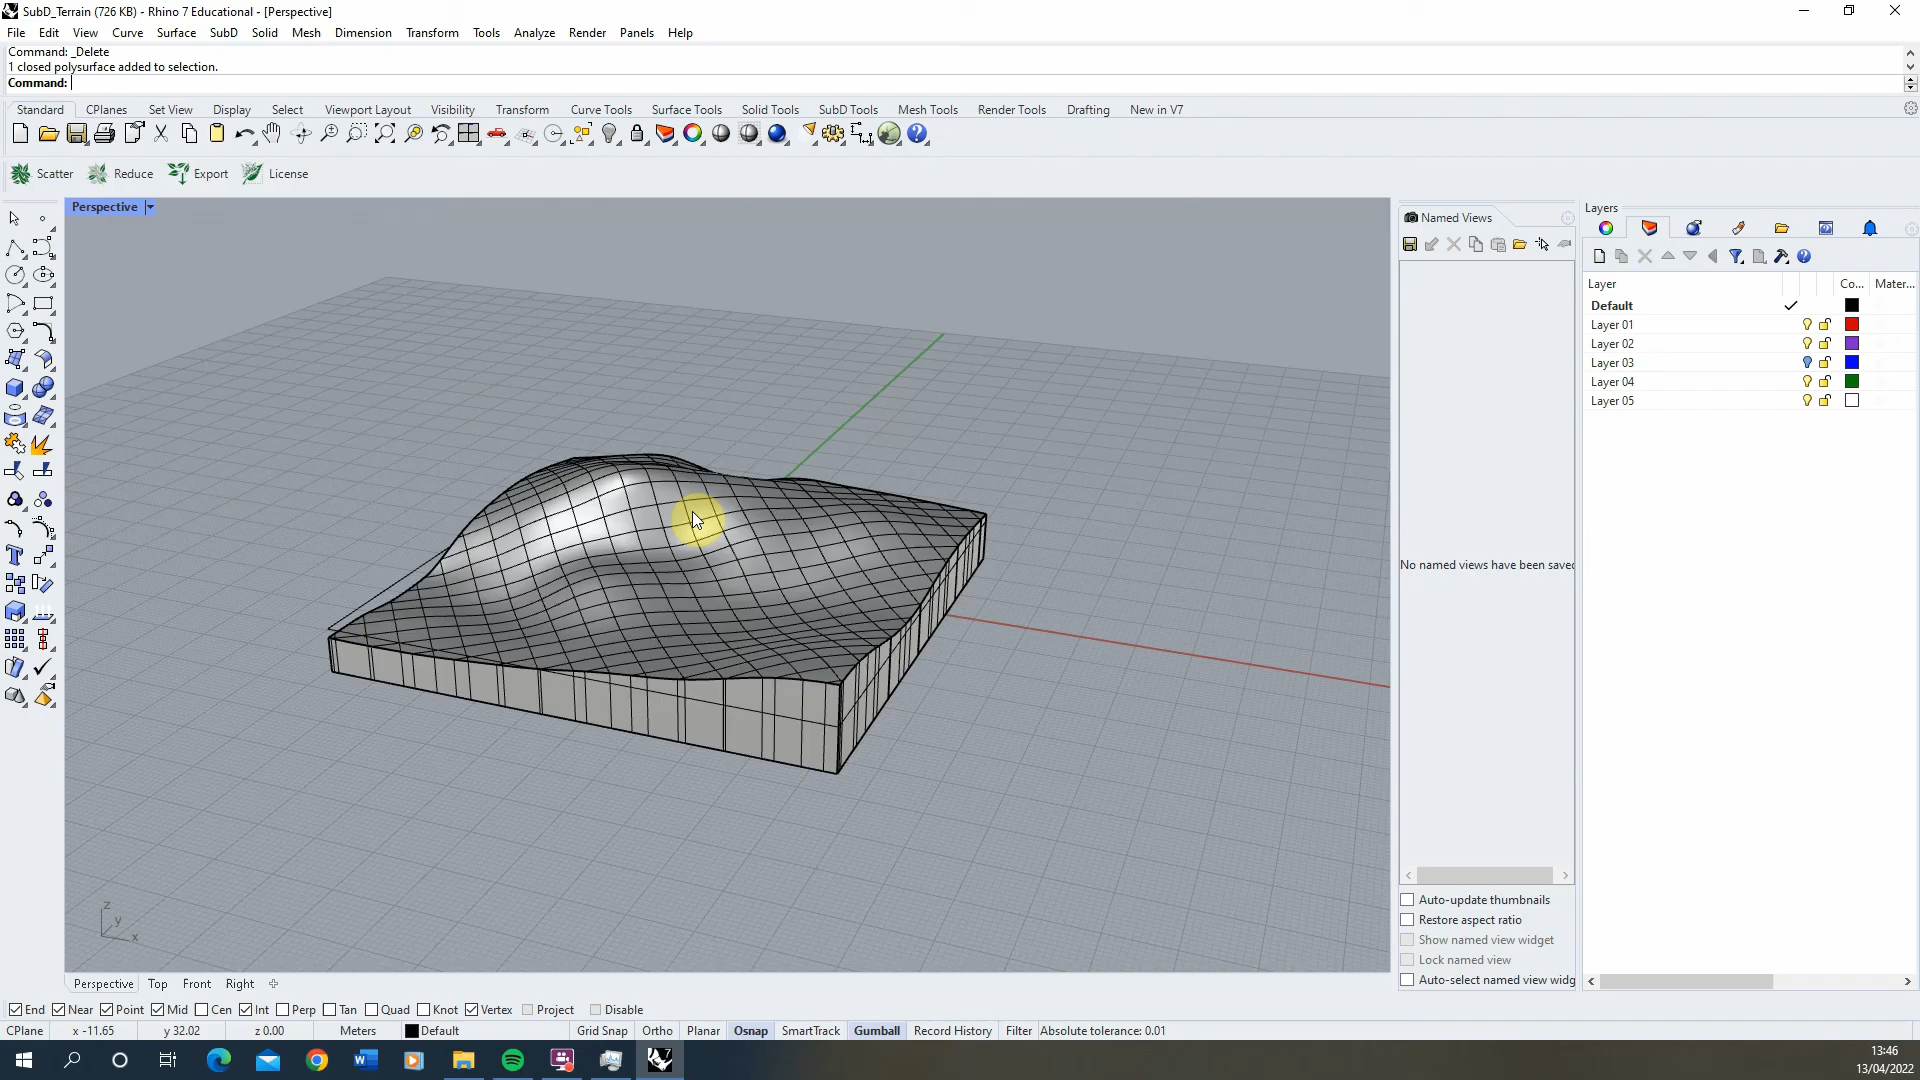 SubD_Terrain (726 KB) - Rhino 7 Educational - [Perspective]
File Edit View Curve Surface SubD Solid Mesh Dimension Transform Tools Analyze Render Panels Help
Command: _Delete
1 closed polysurface added to selection.
Command:
Standard CPlanes Set View Display Select Viewport Layout Visibility Transform Curve Tools Surface Tools Solid Tools SubD Tools Mesh Tools Render Tools Drafting New in V7
Scatter Reduce Export License
Perspective
Named Views
Layers
Layer Co... Mater...
Default
Layer 01
Layer 02
Layer 03
Layer 04
Layer 05
No named views have been saved
Auto-update thumbnails
Restore aspect ratio
Show named view widget
Lock named view
Auto-select named view widg
z
y
x
Perspective Top Front Right
End Near Point Mid Cen Int Perp Tan Quad Knot Vertex Project Disable
CPlane x -11.65 y 32.02 z 0.00 Meters Default Grid Snap Ortho Planar Osnap SmartTrack Gumball Record History Filter Absolute tolerance: 0.01
13:46
13/04/2022